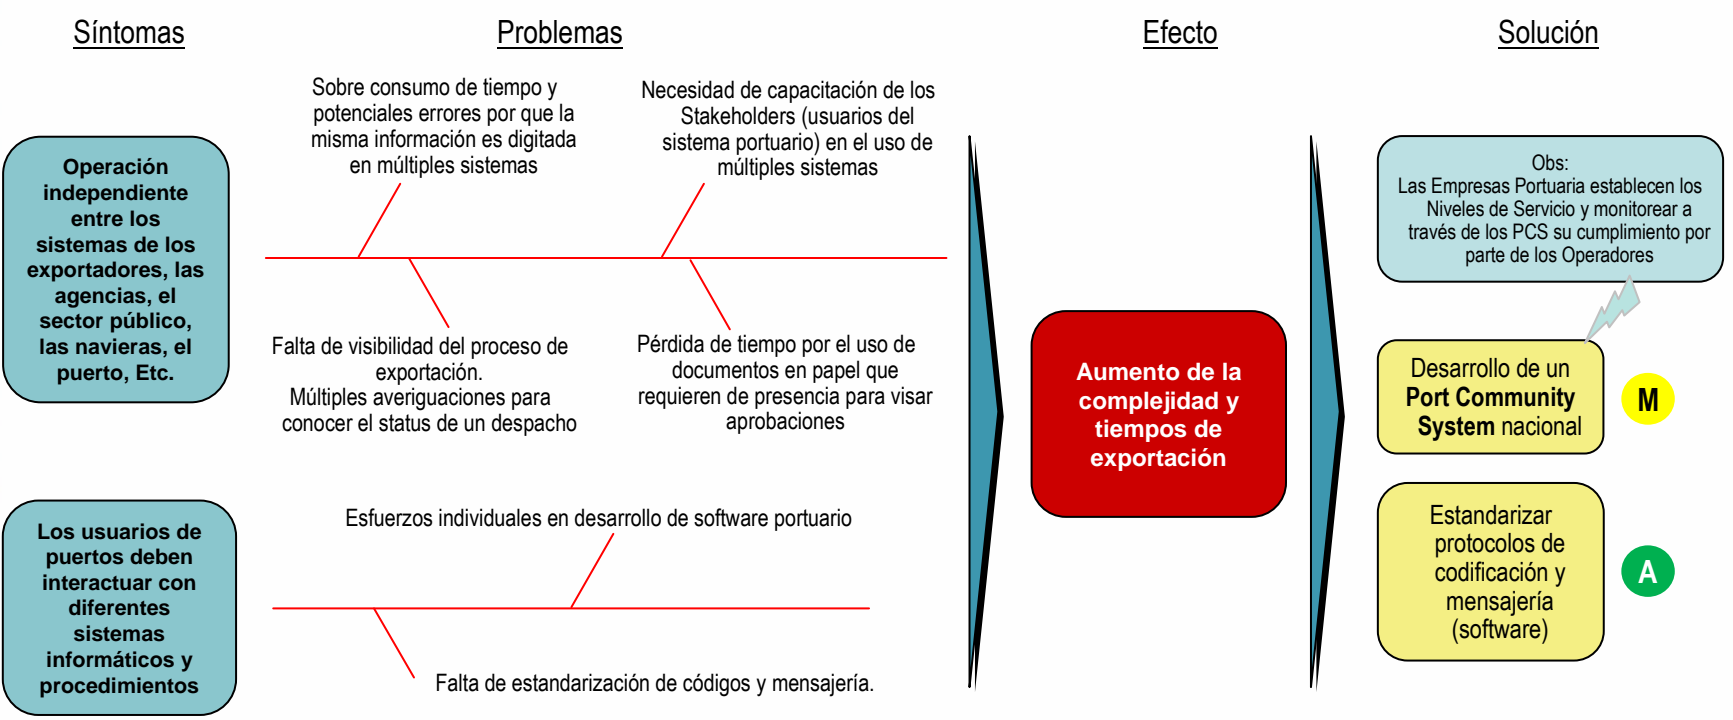 Síntomas
Problemas
Efecto
Solución
Operación
independiente
entre los
sistemas de los
exportadores, las
agencias, el
sector público,
las navieras, el
puerto, Etc.
Sobre consumo de tiempo y
potenciales errores por que la
misma información es digitada
en múltiples sistemas
Necesidad de capacitación de los
Stakeholders (usuarios del
sistema portuario) en el uso de
múltiples sistemas
Falta de visibilidad del proceso de
exportación.
Múltiples averiguaciones para
conocer el status de un despacho
Pérdida de tiempo por el uso de
documentos en papel que
requieren de presencia para visar
aprobaciones
Los usuarios de
puertos deben
interactuar con
diferentes
sistemas
informáticos y
procedimientos
Esfuerzos individuales en desarrollo de software portuario
Falta de estandarización de códigos y mensajería.
Aumento de la
complejidad y
tiempos de
exportación
Obs:
Las Empresas Portuaria establecen los
Niveles de Servicio y monitorear a
través de los PCS su cumplimiento por
parte de los Operadores
Desarrollo de un
Port Community
System nacional
M
Estandarizar
protocolos de
codificación y
mensajería
(software)
A